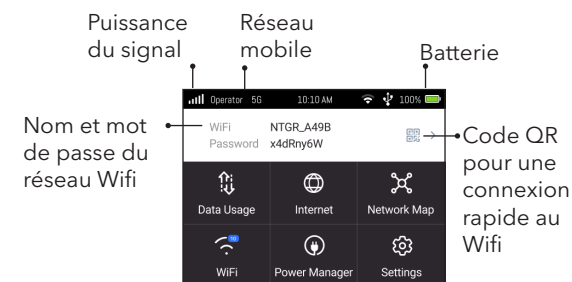 Puissance
du signal
Réseau
mobile
Batterie
Operator 5G 10:10 AM 100%
Nom et mot
de passe du
réseau Wifi
WiFi NTGR_A49B
Password x4dRny6W
Code QR
pour une
connexion
rapide au
Wifi
Data Usage Internet Network Map
10
WiFi Power Manager Settings